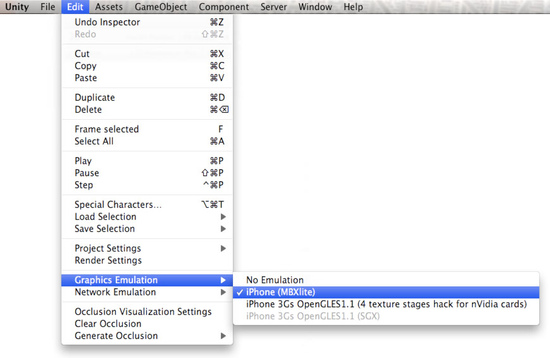 Unity File Edit Assets GameObject Component Server Window Help
Undo Inspector ⌘Z
Redo ⇧⌘Z
Cut ⌘X
Copy ⌘C
Paste ⌘V
Duplicate ⌘D
Delete ⌘⌫
Frame selected F
Select All ⌘A
Play ⌘P
Pause ⇧⌘P
Step ^⌘P
Special Characters... ⌥⌘T
Load Selection
Save Selection
Project Settings
Render Settings
Graphics Emulation
Network Emulation
Occlusion Visualization Settings
Clear Occlusion
Generate Occlusion
No Emulation
✓ iPhone (MBXlite)
iPhone 3Gs OpenGLES1.1 (4 texture stages hack for nVidia cards)
iPhone 3Gs OpenGLES1.1 (SGX)